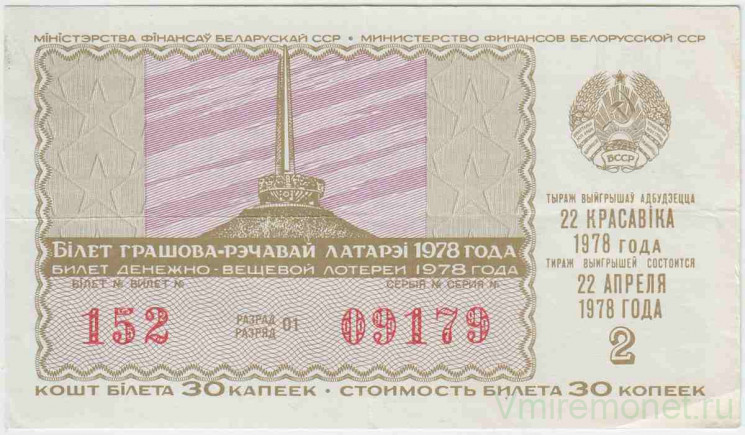 МІНІСТЭРСТВА ФІНАНСАЎ БЕЛАРУСКАЙ ССР • МИНИСТЕРСТВО ФИНАНСОВ БЕЛОРУССКОЙ ССР
БССР
БІЛЕТ ГРАШОВА-РЭЧАВАЙ ЛАТАРЭІ 1978 ГОДА
БИЛЕТ ДЕНЕЖНО-ВЕЩЕВОЙ ЛОТЕРЕИ 1978 ГОДА
БІЛЕТ № БИЛЕТ №
СЕРЫЯ № СЕРИЯ №
152
РАЗРАД
РАЗРЯД
01
09179
ТЫРАЖ ВЫЙГРЫШАЎ АДБУДЗЕЦЦА
22 КРАСАВІКА
1978 ГОДА
ТИРАЖ ВЫИГРЫШЕЙ СОСТОИТСЯ
22 АПРЕЛЯ
1978 ГОДА
2
КОШТ БІЛЕТА 30 КАПЕЕК • СТОИМОСТЬ БИЛЕТА 30 КОПЕЕК
Vmiremonet.ru